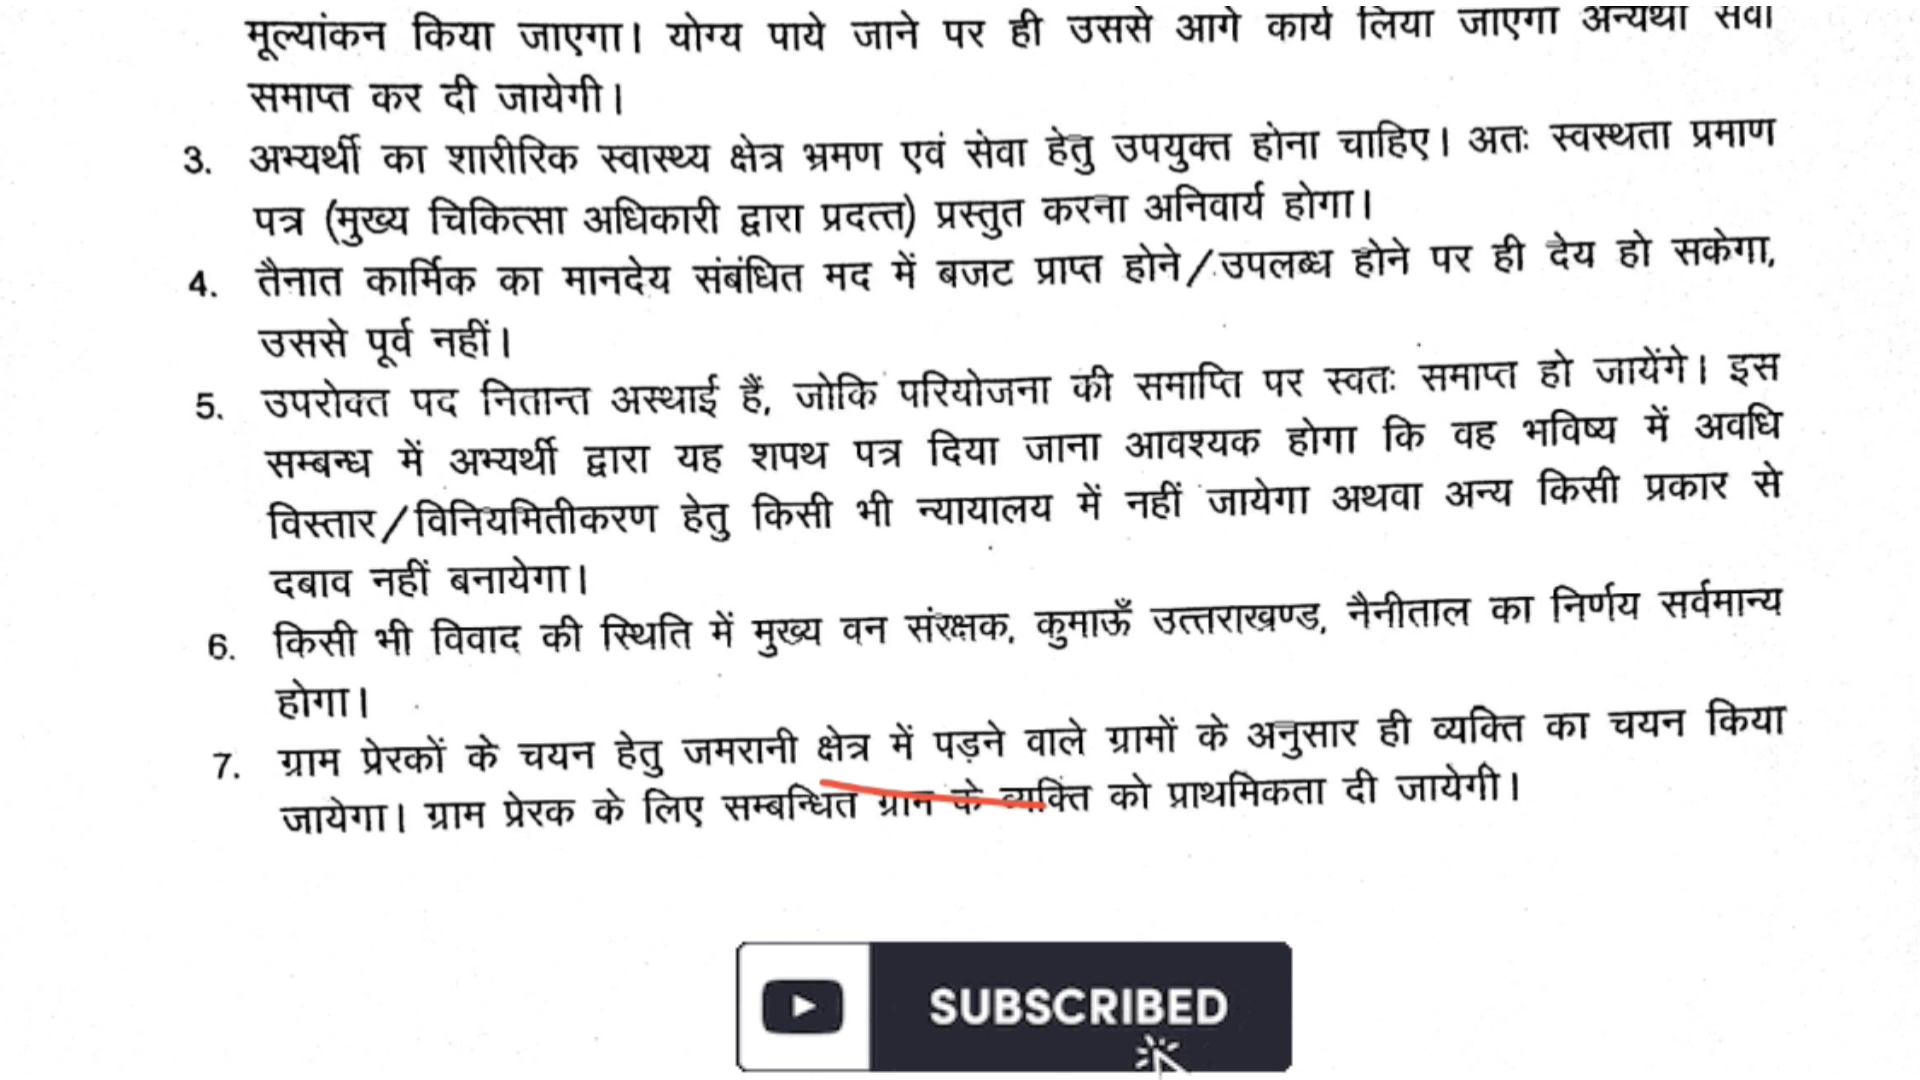 मूल्यांकन किया जाएगा। योग्य पाये जाने पर ही उससे आगे कार्य लिया जाएगा अन्यथा सेवा
समाप्त कर दी जायेगी।
3. अभ्यर्थी का शारीरिक स्वास्थ्य क्षेत्र भ्रमण एवं सेवा हेतु उपयुक्त होना चाहिए। अतः स्वस्थता प्रमाण
पत्र (मुख्य चिकित्सा अधिकारी द्वारा प्रदत्त) प्रस्तुत करना अनिवार्य होगा।
4. तैनात कार्मिक का मानदेय संबंधित मद में बजट प्राप्त होने/उपलब्ध होने पर ही देय हो सकेगा,
उससे पूर्व नहीं।
5. उपरोक्त पद नितान्त अस्थाई हैं, जोकि परियोजना की समाप्ति पर स्वतः समाप्त हो जायेंगे। इस
सम्बन्ध में अभ्यर्थी द्वारा यह शपथ पत्र दिया जाना आवश्यक होगा कि वह भविष्य में अवधि
विस्तार/विनियमितीकरण हेतु किसी भी न्यायालय में नहीं जायेगा अथवा अन्य किसी प्रकार से
दबाव नहीं बनायेगा।
6. किसी भी विवाद की स्थिति में मुख्य वन संरक्षक, कुमाऊँ उत्तराखण्ड, नैनीताल का निर्णय सर्वमान्य
होगा।
7. ग्राम प्रेरकों के चयन हेतु जमरानी क्षेत्र में पड़ने वाले ग्रामों के अनुसार ही व्यक्ति का चयन किया
जायेगा। ग्राम प्रेरक के लिए सम्बन्धित ग्राम के व्यक्ति को प्राथमिकता दी जायेगी।
SUBSCRIBED